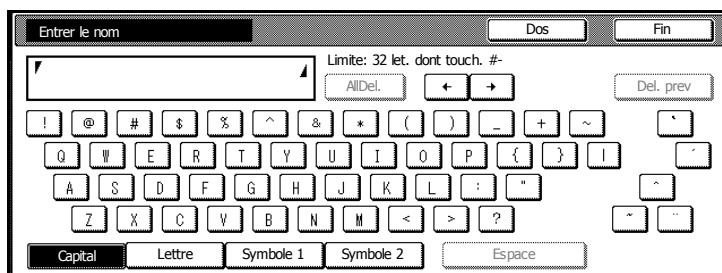 Entrer le nom Dos Fin
Limite: 32 let. dont touch. #-
AllDel. ← → Del. prev
! @ # $ % ^ & * ( ) _ + ~ `
Q W E R T Y U I O P { } | ´
A S D F G H J K L : " ^
Z X C V B N M < > ? ~ ¨
Capital Lettre Symbole 1 Symbole 2 Espace